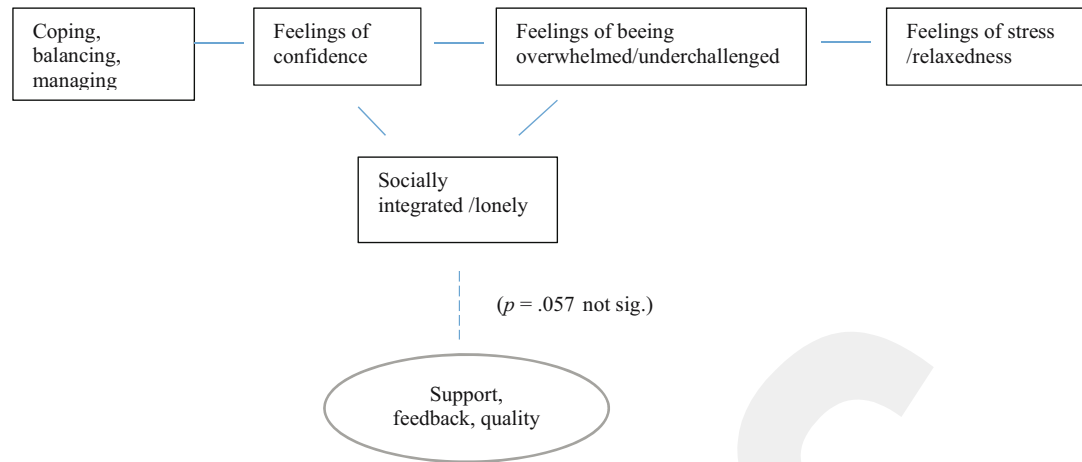 Coping,
balancing,
managing
Feelings of
confidence
Feelings of beeing
overwhelmed/underchallenged
Feelings of stress
/relaxedness
Socially
integrated /lonely
(p = .057 not sig.)
Support,
feedback, quality